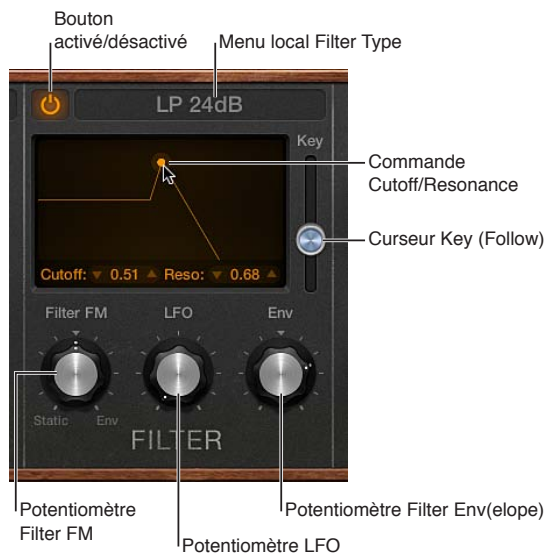 Bouton
activé/désactivé
Menu local Filter Type
LP 24dB
Key
Commande
Cutoff/Resonance
Curseur Key (Follow)
Cutoff: 0.51 Reso: 0.68
Filter FM LFO Env
Static Env
FILTER
Potentiomètre
Filter FM
Potentiomètre Filter Env(elope)
Potentiomètre LFO